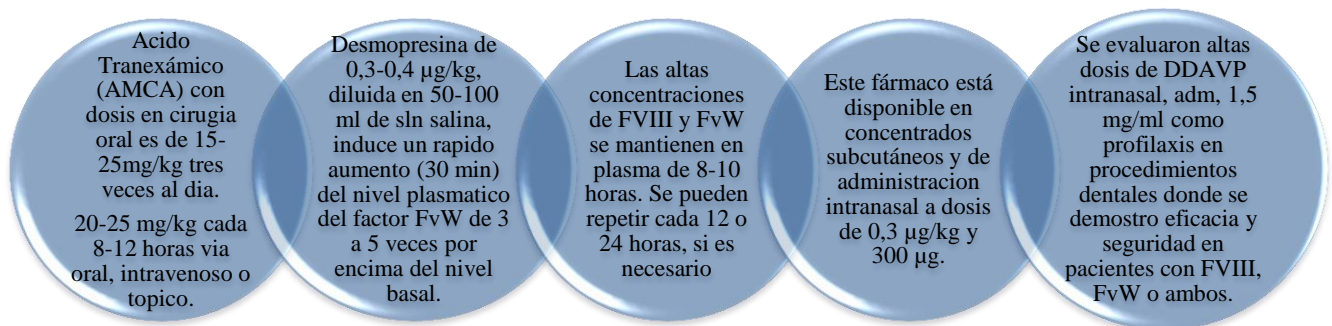 Acido
Tranexámico
(AMCA) con
dosis en cirugia
oral es de 15-
25mg/kg tres
veces al dia.
20-25 mg/kg cada
8-12 horas via
oral, intravenoso o
topico.
Desmopresina de
0,3-0,4 µg/kg,
diluida en 50-100
ml de sln salina,
induce un rapido
aumento (30 min)
del nivel plasmatico
del factor FvW de 3
a 5 veces por
encima del nivel
basal.
Las altas
concentraciones
de FVIII y FvW
se mantienen en
plasma de 8-10
horas. Se pueden
repetir cada 12 o
24 horas, si es
necesario
Este fármaco está
disponible en
concentrados
subcutáneos y de
administracion
intranasal a dosis
de 0,3 µg/kg y
300 µg.
Se evaluaron altas
dosis de DDAVP
intranasal, adm, 1,5
mg/ml como
profilaxis en
procedimientos
dentales donde se
demostro eficacia y
seguridad en
pacientes con FVIII,
FvW o ambos.